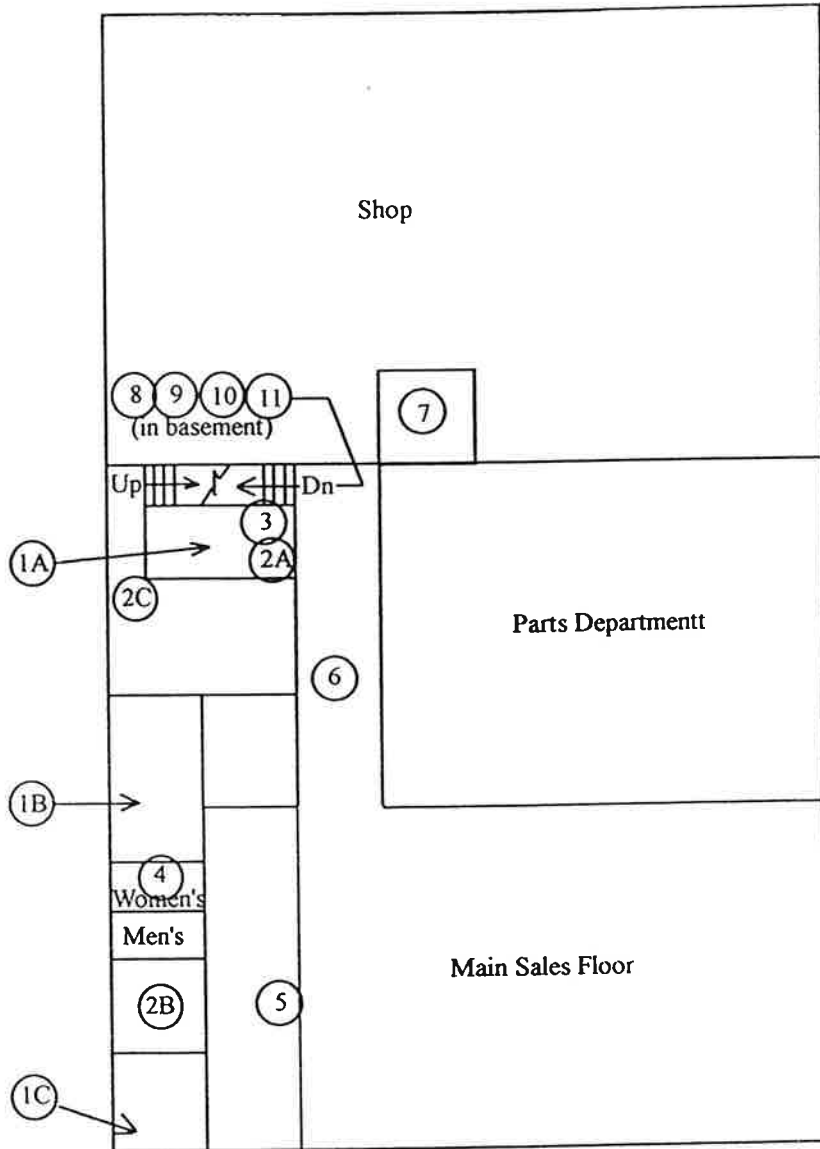 Shop
8 9 10 11
(in basement)
7
Up Dn
3
1A
2A
2C
Parts Departmentt
6
1B
4
Women's
Men's
Main Sales Floor
2B
5
1C